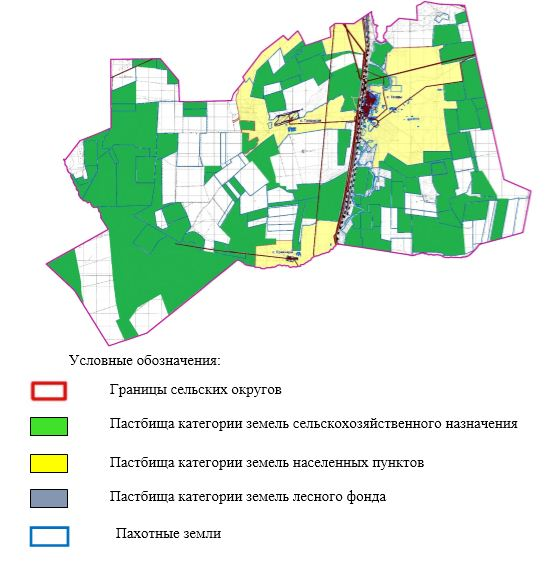 Условные обозначения:
Границы сельских округов
Пастбища категории земель сельскохозяйственного назначения
Пастбища категории земель населенных пунктов
Пастбища категории земель лесного фонда
Пахотные земли